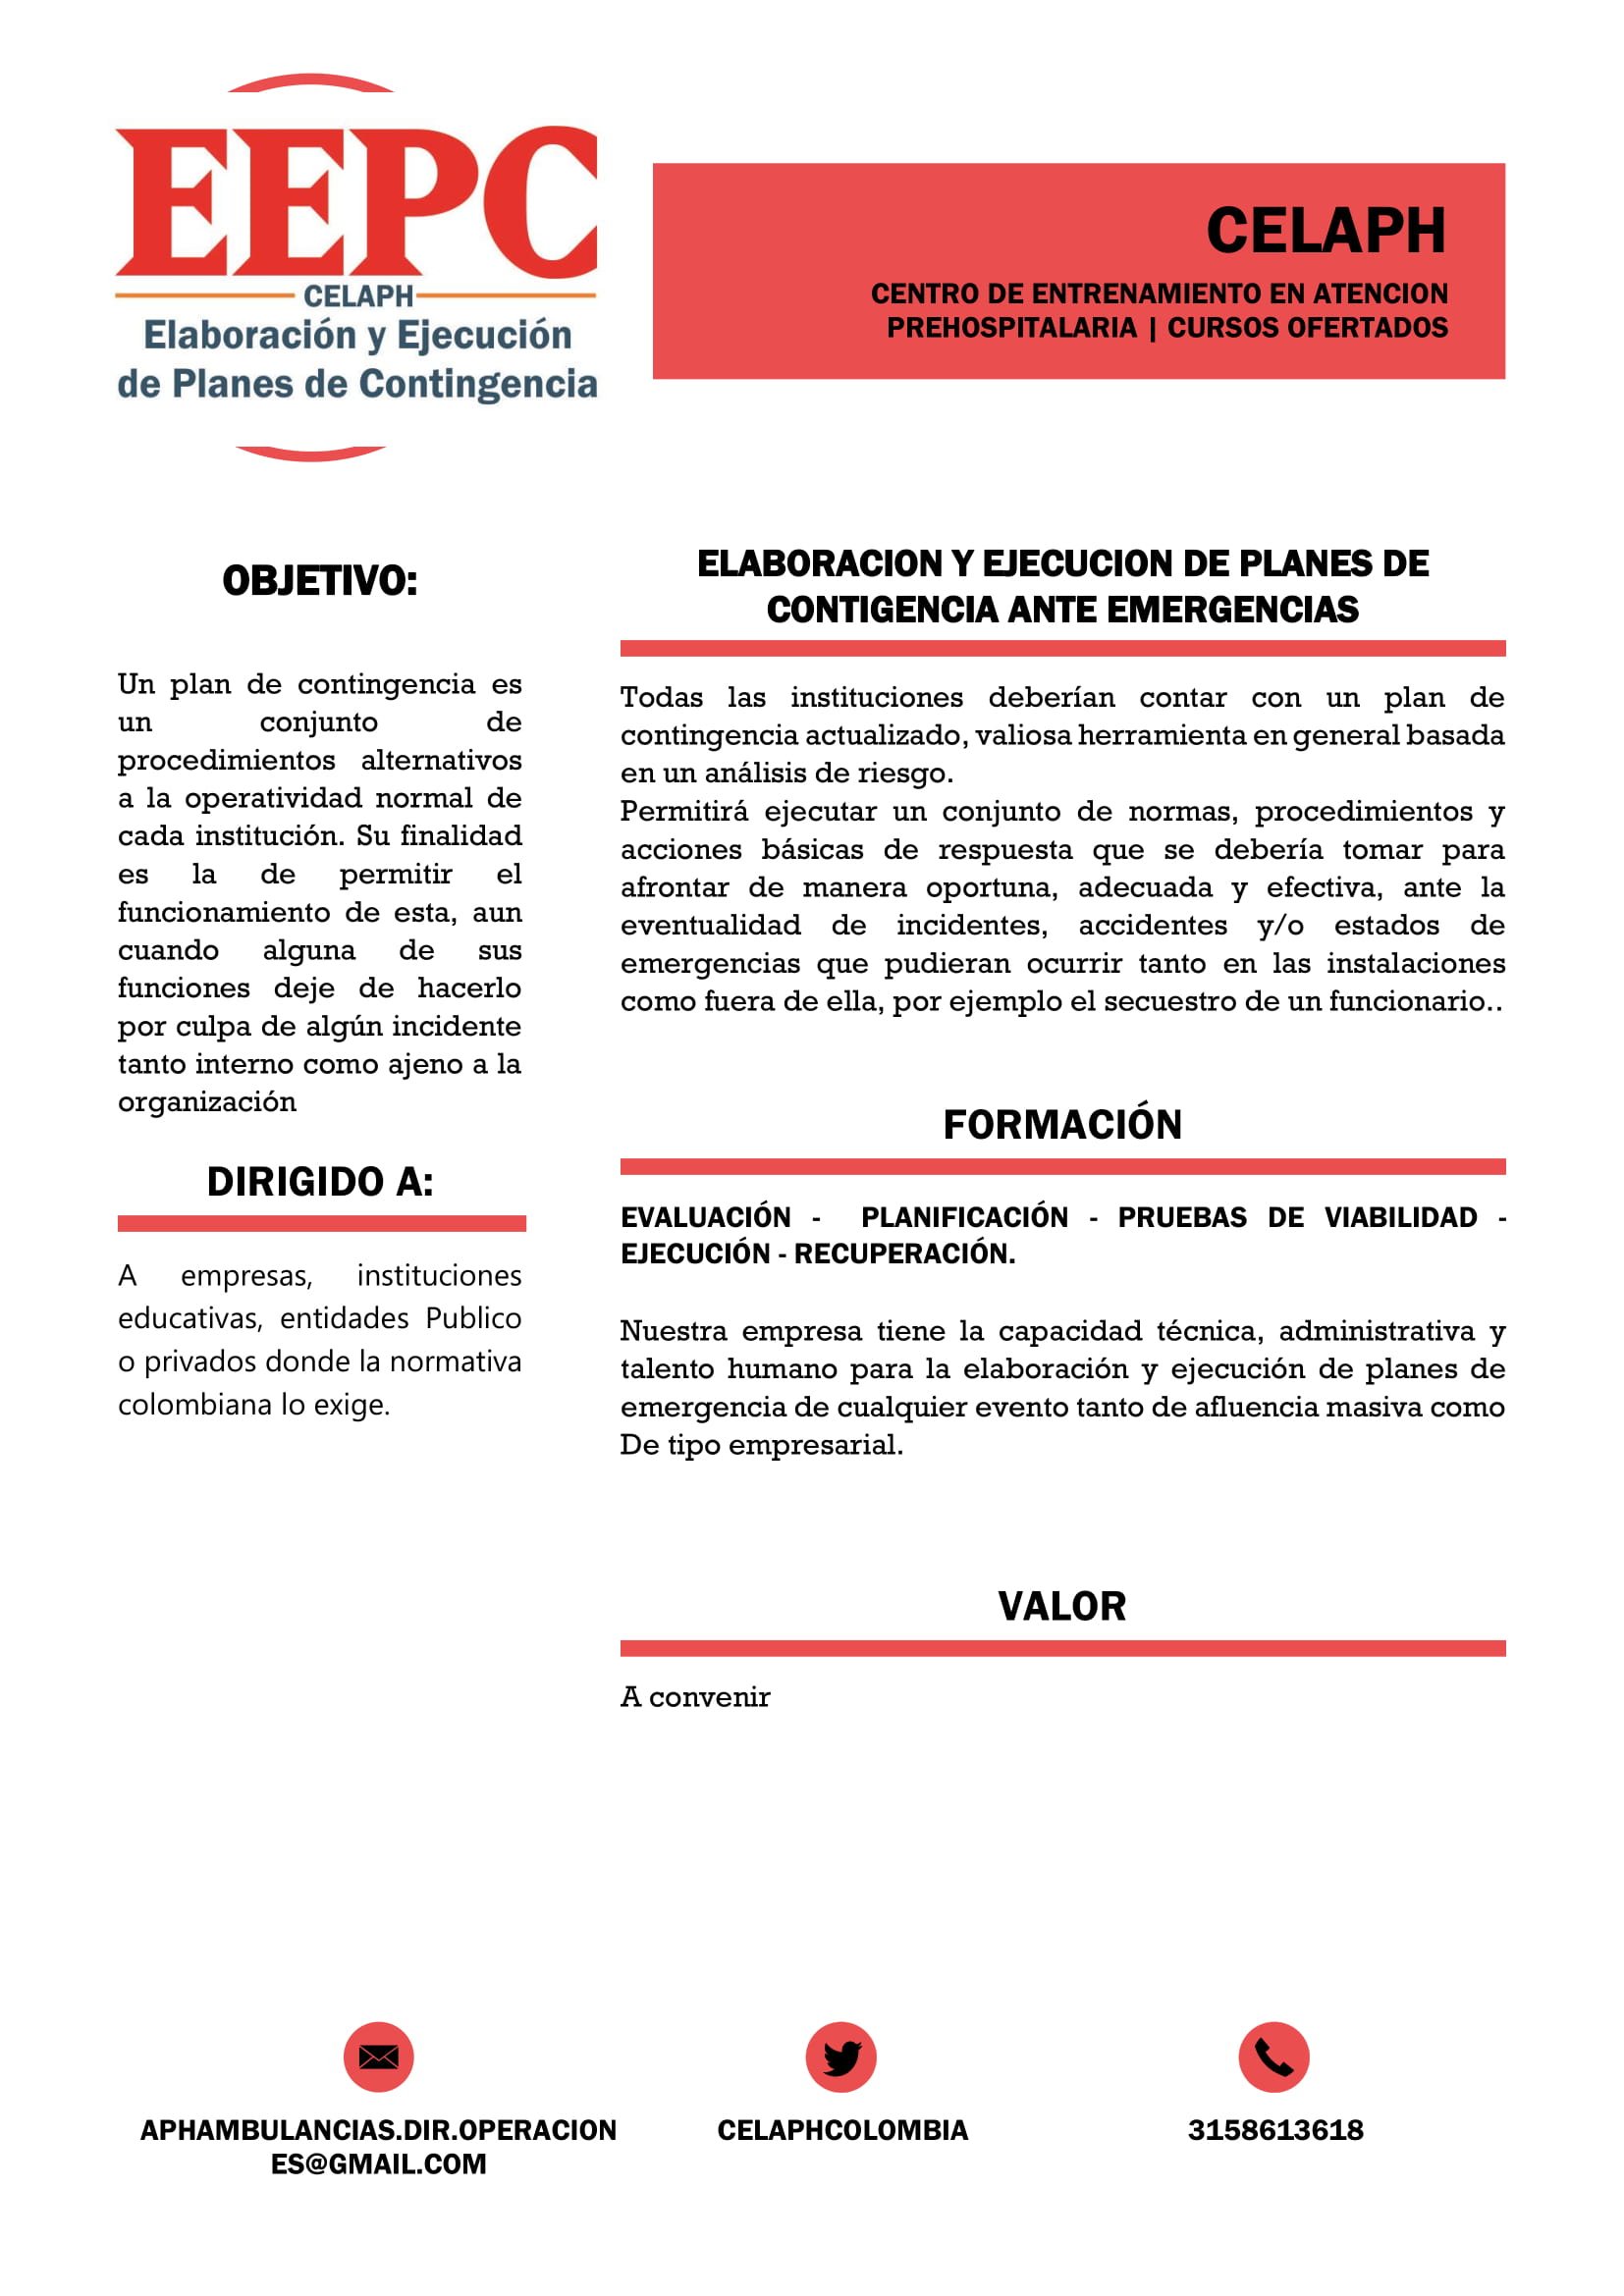 EEPC
CELAPH
Elaboración y Ejecución
de Planes de Contingencia
CELAPH
CENTRO DE ENTRENAMIENTO EN ATENCION
PREHOSPITALARIA | CURSOS OFERTADOS
OBJETIVO:
Un plan de contingencia es
un conjunto de
procedimientos alternativos
a la operatividad normal de
cada institución. Su finalidad
es la de permitir el
funcionamiento de esta, aun
cuando alguna de sus
funciones deje de hacerlo
por culpa de algún incidente
tanto interno como ajeno a la
organización
DIRIGIDO A:
A empresas, instituciones
educativas, entidades Publico
o privados donde la normativa
colombiana lo exige.
ELABORACION Y EJECUCION DE PLANES DE
CONTIGENCIA ANTE EMERGENCIAS
Todas las instituciones deberían contar con un plan de
contingencia actualizado, valiosa herramienta en general basada
en un análisis de riesgo.
Permitirá ejecutar un conjunto de normas, procedimientos y
acciones básicas de respuesta que se debería tomar para
afrontar de manera oportuna, adecuada y efectiva, ante la
eventualidad de incidentes, accidentes y/o estados de
emergencias que pudieran ocurrir tanto en las instalaciones
como fuera de ella, por ejemplo el secuestro de un funcionario..
FORMACIÓN
EVALUACIÓN - PLANIFICACIÓN - PRUEBAS DE VIABILIDAD -
EJECUCIÓN - RECUPERACIÓN.
Nuestra empresa tiene la capacidad técnica, administrativa y
talento humano para la elaboración y ejecución de planes de
emergencia de cualquier evento tanto de afluencia masiva como
De tipo empresarial.
VALOR
A convenir
APHAMBULANCIAS.DIR.OPERACION
ES@GMAIL.COM
CELAPHCOLOMBIA
3158613618